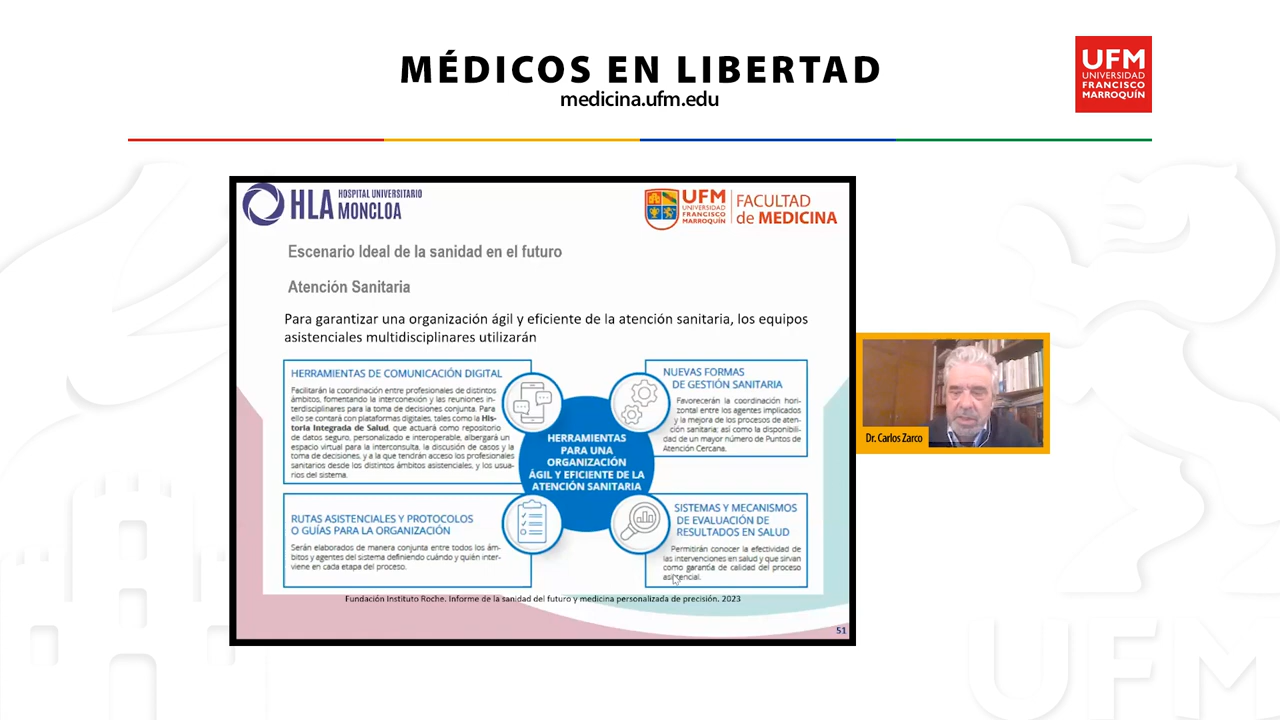 MÉDICOS EN LIBERTAD
medicina.ufm.edu
UFM
UNIVERSIDAD
FRANCISCO
MARROQUÍN
HLA
HOSPITAL UNIVERSITARIO
MONCLOA
UFM
UNIVERSIDAD
FRANCISCO
MARROQUÍN
FACULTAD
de MEDICINA
Escenario Ideal de la sanidad en el futuro
Atención Sanitaria
Para garantizar una organización ágil y eficiente de la atención sanitaria, los equipos
asistenciales multidisciplinares utilizarán
HERRAMIENTAS DE COMUNICACIÓN DIGITAL
Facilitarán la coordinación entre profesionales de distintos
ámbitos, fomentando la interconexión y las reuniones in-
terdisciplinares para la toma de decisiones conjunta. Para
ello se contará con plataformas digitales, tales como la His-
toria Integrada de Salud, que actuará como repositorio
de datos seguro, personalizado e interoperable, albergará un
espacio virtual para la interconsulta, la discusión de casos y la
toma de decisiones, y a la que tendrán acceso los profesionales
sanitarios desde los distintos ámbitos asistenciales, y los usua-
rios del sistema.
NUEVAS FORMAS
DE GESTIÓN SANITARIA
Favorecerán la coordinación hori-
zontal entre los agentes implicados
y la mejora de los procesos de aten-
ción sanitaria; así como la disponibili-
dad de un mayor número de Puntos de
Atención Cercana.
HERRAMIENTAS
PARA UNA
ORGANIZACIÓN
ÁGIL Y EFICIENTE DE LA
ATENCIÓN SANITARIA
RUTAS ASISTENCIALES Y PROTOCOLOS
O GUÍAS PARA LA ORGANIZACIÓN
Serán elaborados de manera conjunta entre todos los ám-
bitos y agentes del sistema definiendo cuándo y quién inter-
viene en cada etapa del proceso.
SISTEMAS Y MECANISMOS
DE EVALUACIÓN DE
RESULTADOS EN SALUD
Permitirán conocer la efectividad de
las intervenciones en salud y que sirvan
como garantía de calidad del proceso
asistencial.
Fundación Instituto Roche. Informe de la sanidad del futuro y medicina personalizada de precisión. 2023
51
Dr. Carlos Zarco
UFM